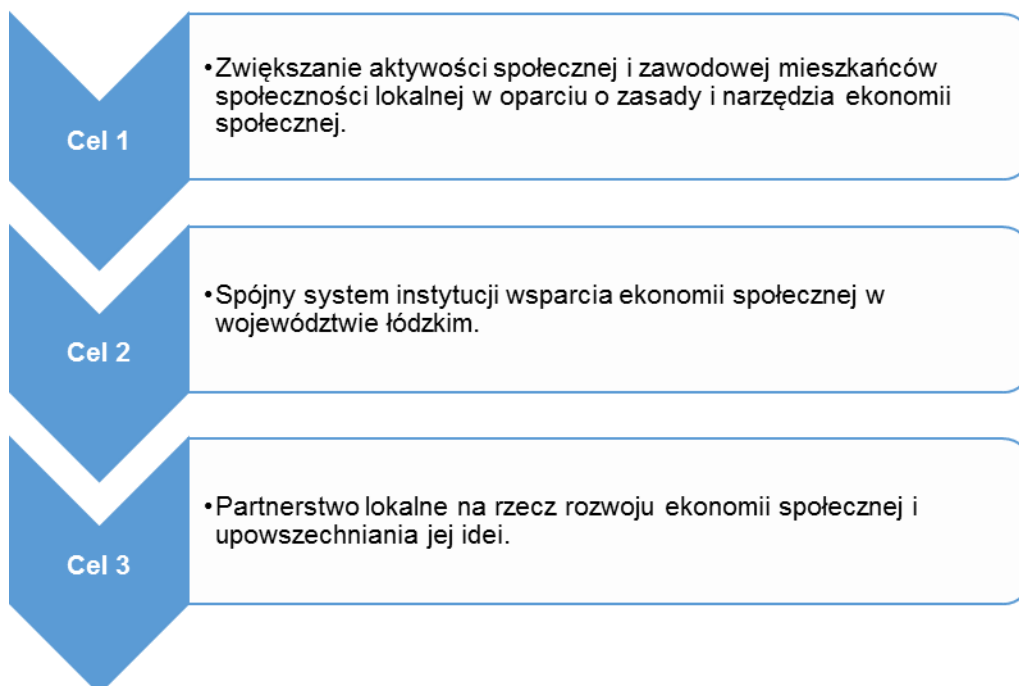 Cel 1
•Zwiększanie aktywości społecznej i zawodowej mieszkańców
społeczności lokalnej w oparciu o zasady i narzędzia ekonomii
społecznej.
Cel 2
•Spójny system instytucji wsparcia ekonomii społecznej w
województwie łódzkim.
Cel 3
•Partnerstwo lokalne na rzecz rozwoju ekonomii społecznej i
upowszechniania jej idei.